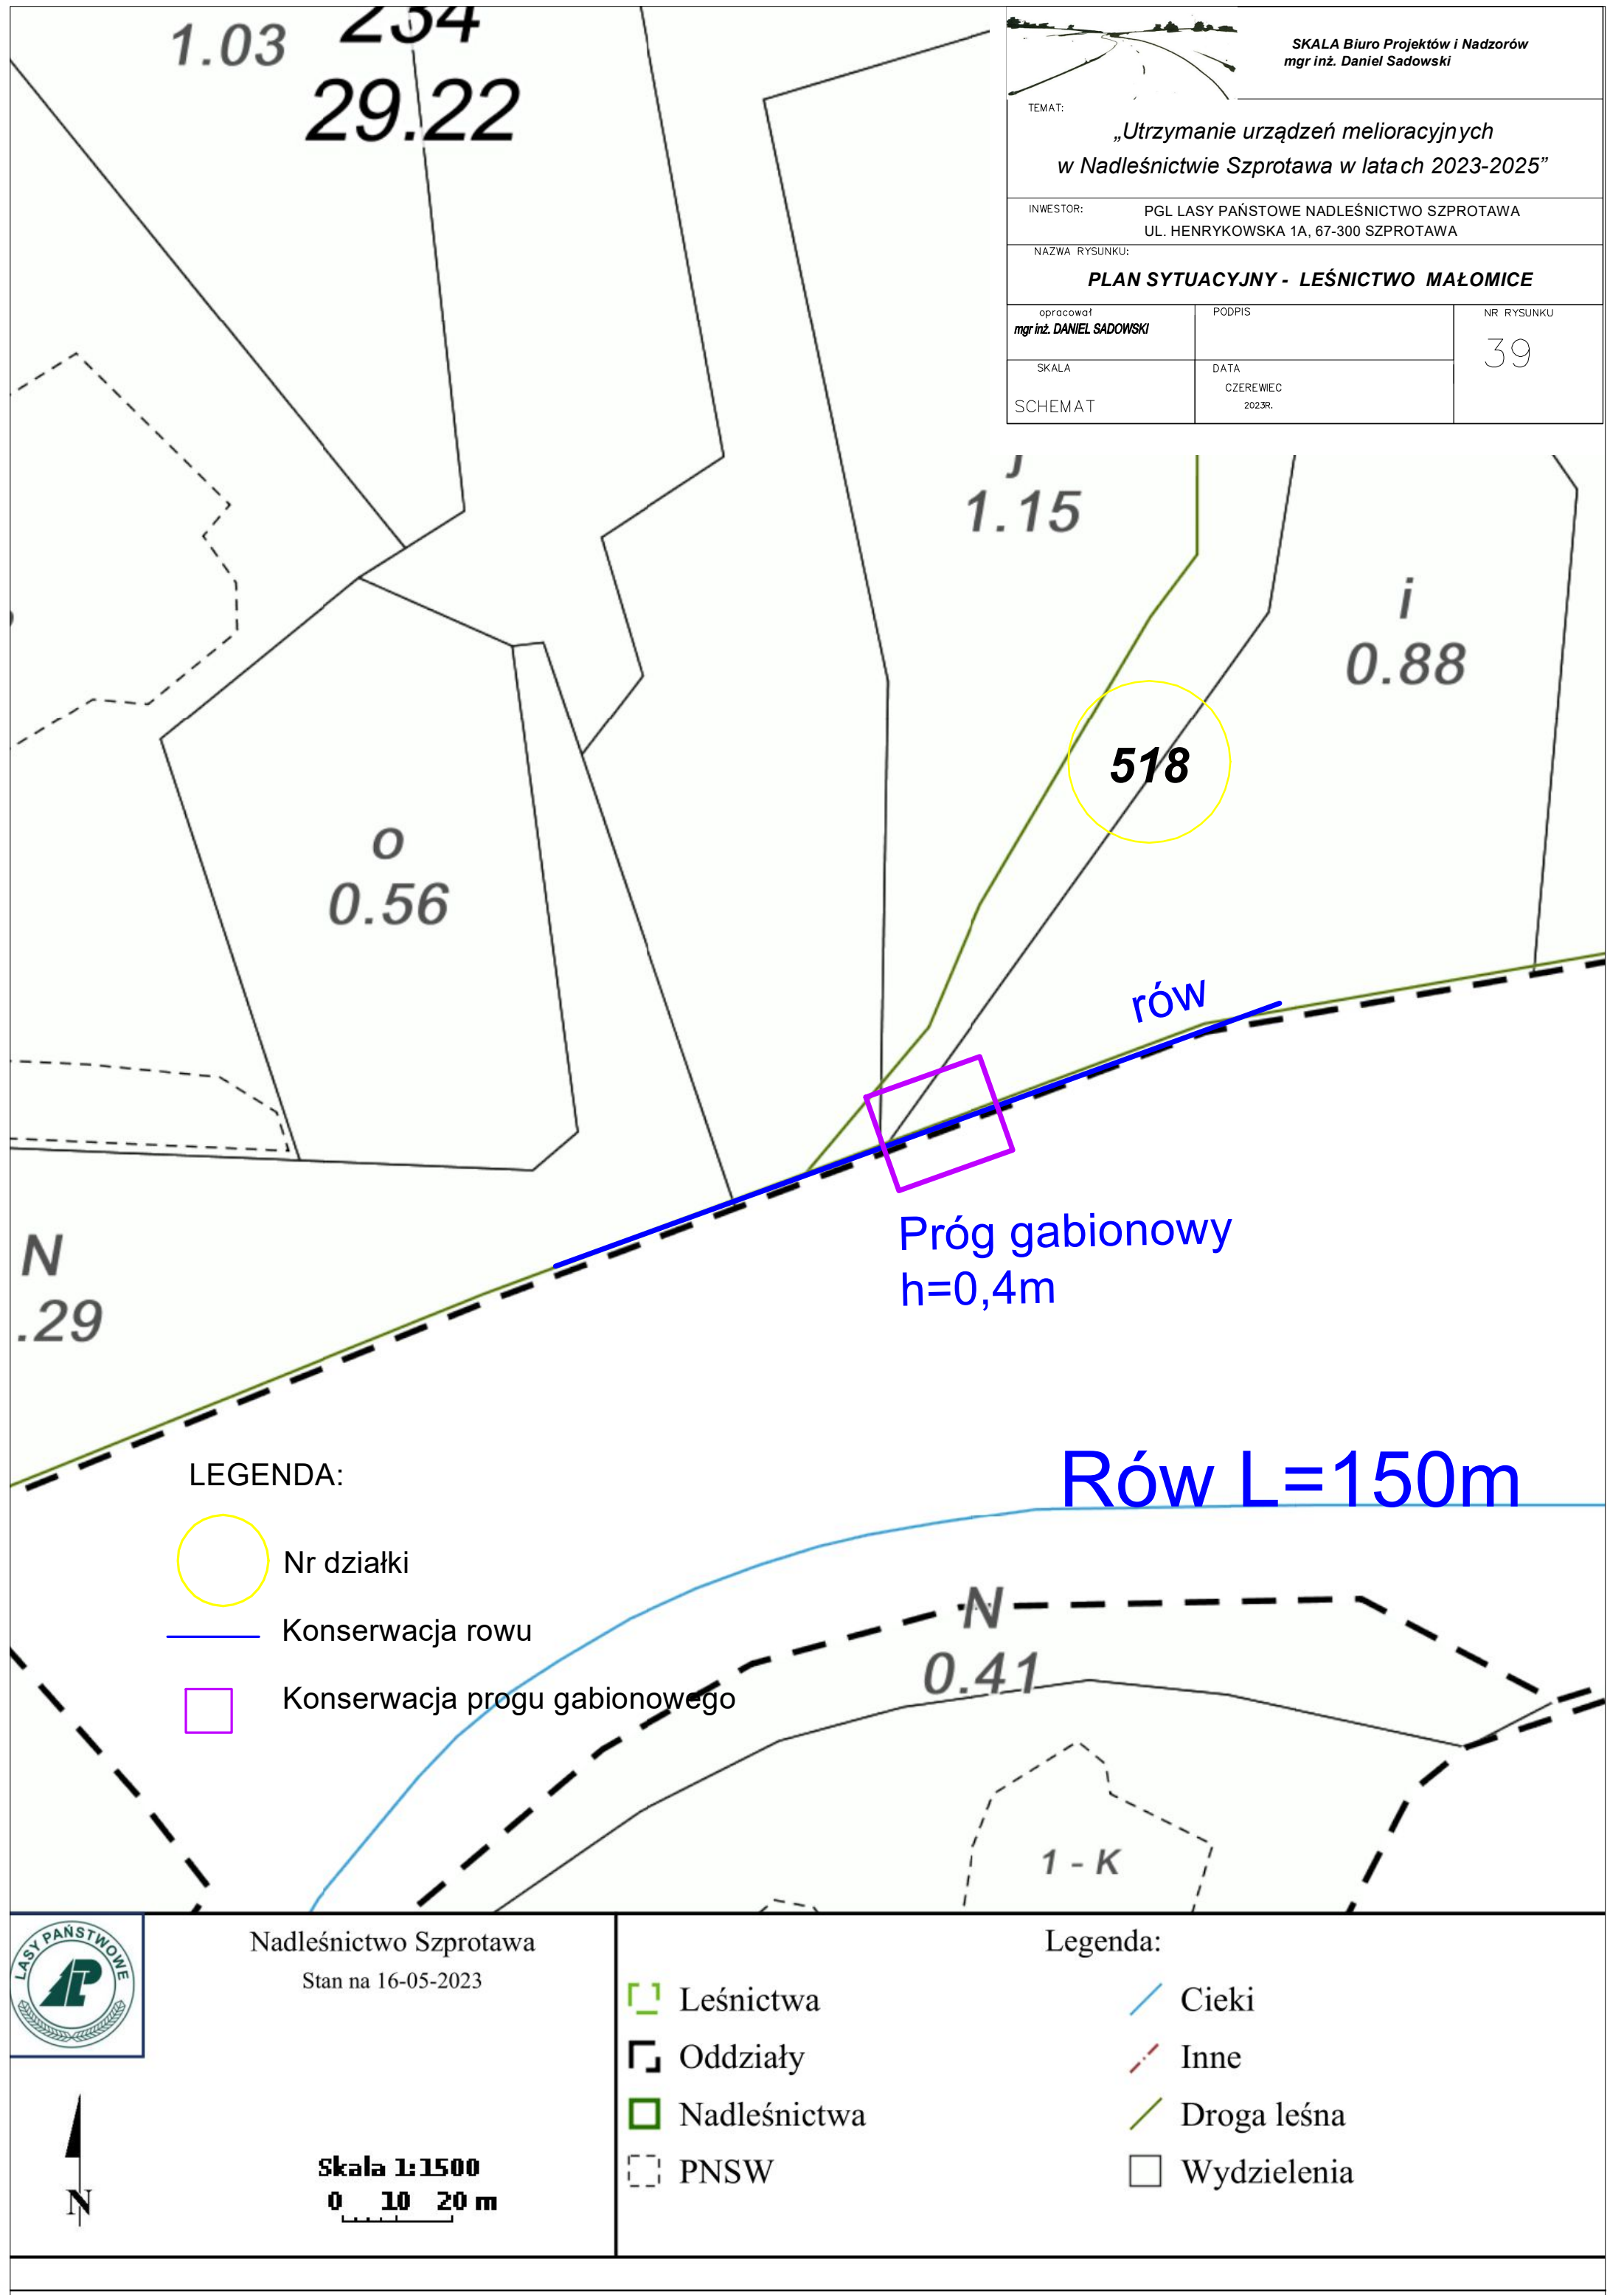 1.03
234
29.22
SKALA Biuro Projektów i Nadzorów
mgr inż. Daniel Sadowski
TEMAT:
„Utrzymanie urządzeń melioracyjnych
w Nadleśnictwie Szprotawa w latach 2023-2025”
INWESTOR:
PGL LASY PAŃSTOWE NADLEŚNICTWO SZPROTAWA
UL. HENRYKOWSKA 1A, 67-300 SZPROTAWA
NAZWA RYSUNKU:
PLAN SYTUACYJNY - LEŚNICTWO MAŁOMICE
opracował
mgr inż. DANIEL SADOWSKI
PODPIS
NR RYSUNKU
39
SKALA
SCHEMAT
DATA
CZEREWIEC
2023R.
j
1.15
i
0.88
518
o
0.56
rów
Próg gabionowy
h=0,4m
N
.29
Rów L=150m
LEGENDA:
Nr działki
Konserwacja rowu
Konserwacja progu gabionowego
N
0.41
1 - K
LASY PAŃSTWOWE
Nadleśnictwo Szprotawa
Stan na 16-05-2023
N
Skala 1:1500
0 10 20 m
Legenda:
Leśnictwa
Oddziały
Nadleśnictwa
PNSW
Cieki
Inne
Droga leśna
Wydzielenia